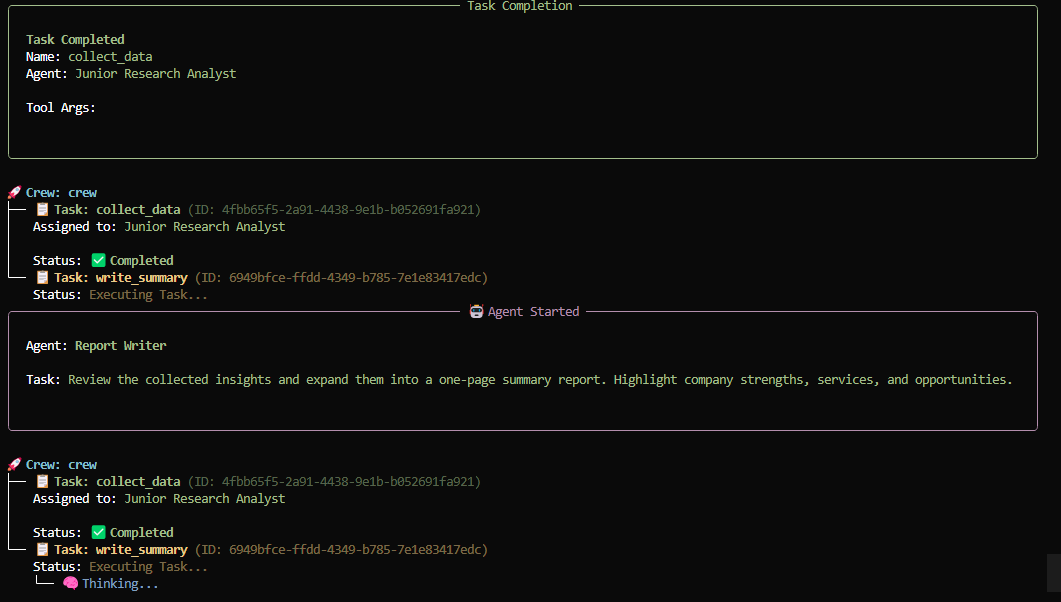 Task Completion
Task Completed
Name: collect_data
Agent: Junior Research Analyst
Tool Args:
Crew: crew
Task: collect_data (ID: 4fbb65f5-2a91-4438-9e1b-b052691fa921)
Assigned to: Junior Research Analyst
Status: ✅ Completed
Task: write_summary (ID: 6949bfce-ffdd-4349-b785-7e1e83417edc)
Status: Executing Task...
Agent Started
Agent: Report Writer
Task: Review the collected insights and expand them into a one-page summary report. Highlight company strengths, services, and opportunities.
Crew: crew
Task: collect_data (ID: 4fbb65f5-2a91-4438-9e1b-b052691fa921)
Assigned to: Junior Research Analyst
Status: ✅ Completed
Task: write_summary (ID: 6949bfce-ffdd-4349-b785-7e1e83417edc)
Status: Executing Task...
Thinking...